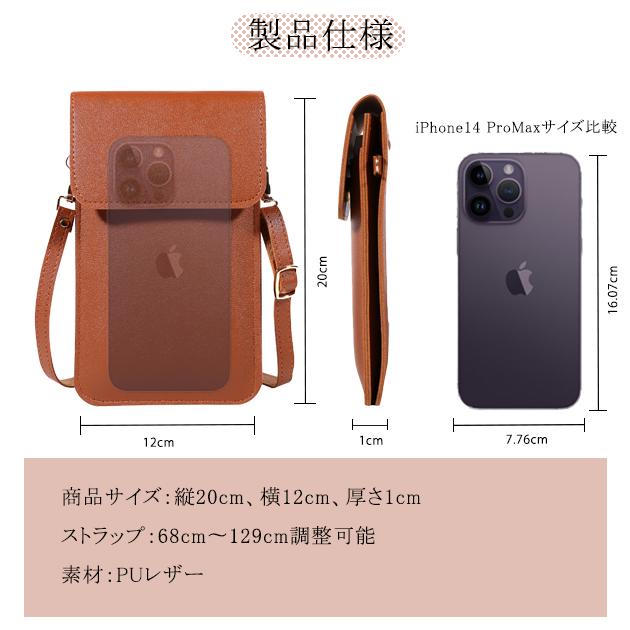 製品仕様
iPhone14 ProMaxサイズ比較
20cm
16.07cm
12cm
1cm
7.76cm
商品サイズ：縦20cm、横12cm、厚さ1cm
ストラップ：68cm～129cm調整可能
素材：PUレザー